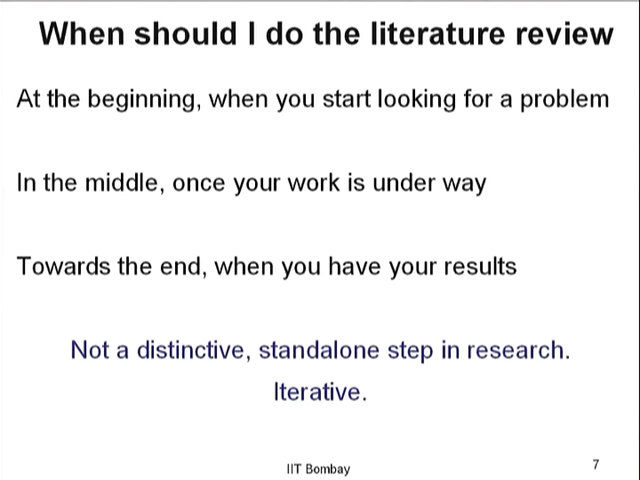 When should I do the literature review
At the beginning, when you start looking for a problem
In the middle, once your work is under way
Towards the end, when you have your results
Not a distinctive, standalone step in research.
Iterative.
IIT Bombay
7